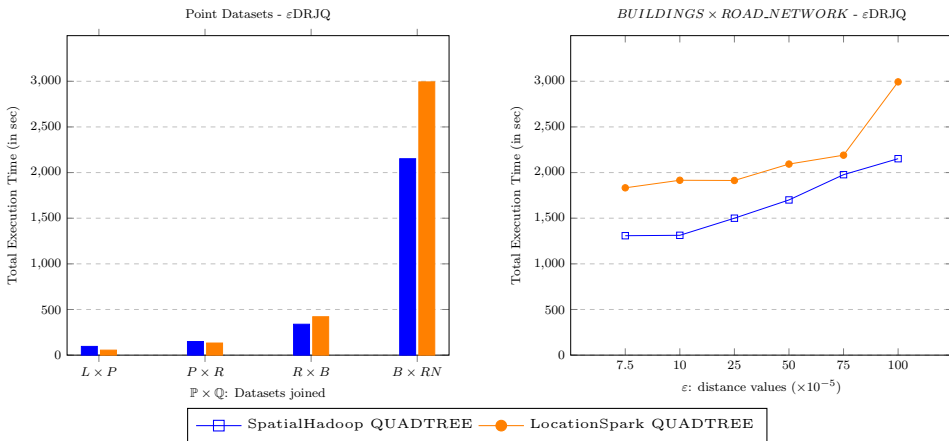 Point Datasets - εDRJQ
Total Execution Time (in sec)
3,000
2,500
2,000
1,500
1,000
500
0
L × P
P × R
R × B
B × RN
ℙ × ℚ: Datasets joined
BUILDINGS × ROAD_NETWORK - εDRJQ
Total Execution Time (in sec)
3,000
2,500
2,000
1,500
1,000
500
0
7.5
10
25
50
75
100
ε: distance values (×10⁻⁵)
SpatialHadoop QUADTREE
LocationSpark QUADTREE